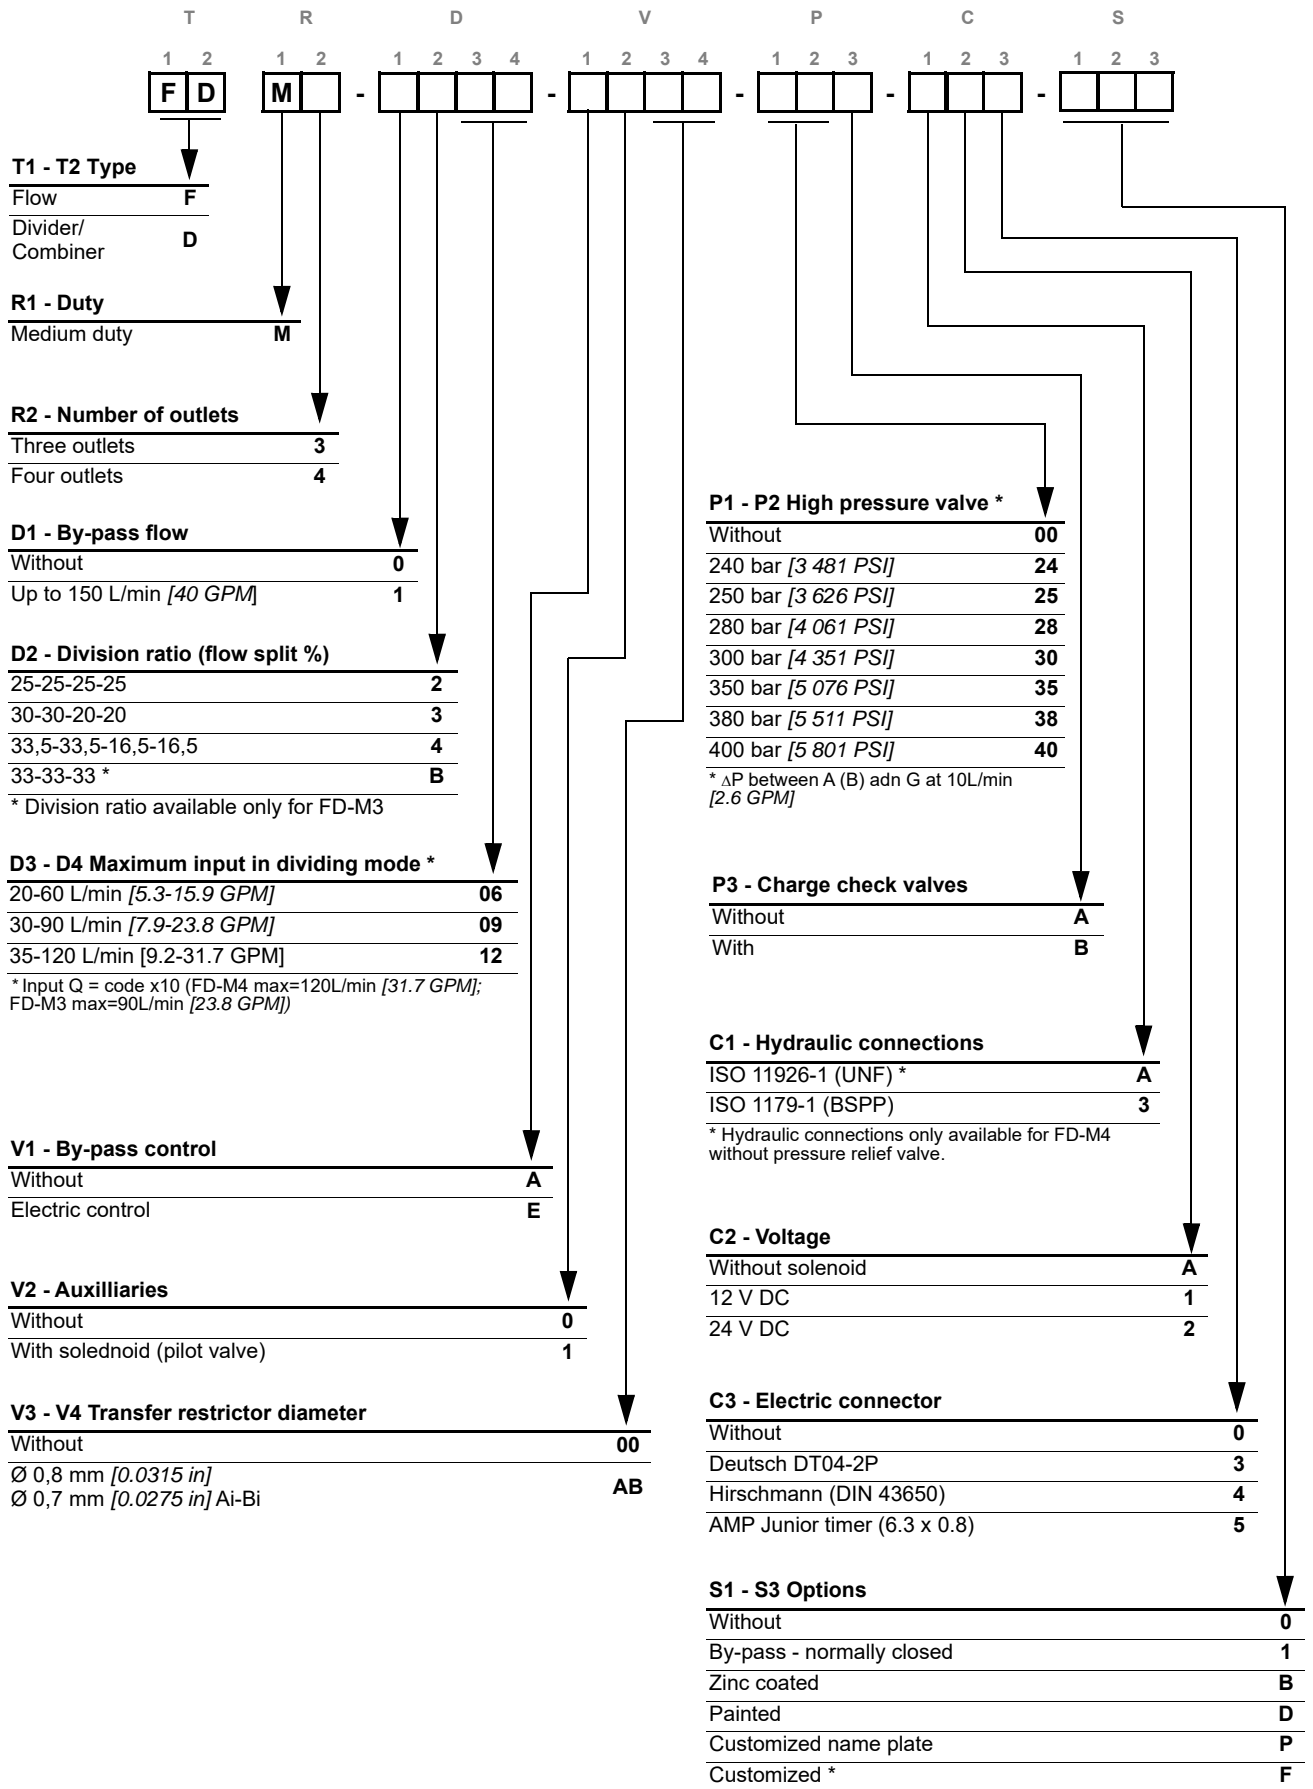 T R D V P C S
1 2 1 2 1 2 3 4 1 2 3 4 1 2 3 1 2 3 1 2 3
F D M - - - - -
T1 - T2 Type
Flow F
Divider/
Combiner D
R1 - Duty
Medium duty M
R2 - Number of outlets
Three outlets 3
Four outlets 4
D1 - By-pass flow
Without 0
Up to 150 L/min [40 GPM] 1
D2 - Division ratio (flow split %)
25-25-25-25 2
30-30-20-20 3
33,5-33,5-16,5-16,5 4
33-33-33 * B
* Division ratio available only for FD-M3
D3 - D4 Maximum input in dividing mode *
20-60 L/min [5.3-15.9 GPM] 06
30-90 L/min [7.9-23.8 GPM] 09
35-120 L/min [9.2-31.7 GPM] 12
* Input Q = code x10 (FD-M4 max=120L/min [31.7 GPM];
FD-M3 max=90L/min [23.8 GPM])
V1 - By-pass control
Without A
Electric control E
V2 - Auxilliaries
Without 0
With solednoid (pilot valve) 1
V3 - V4 Transfer restrictor diameter
Without 00
Ø 0,8 mm [0.0315 in]
Ø 0,7 mm [0.0275 in] Ai-Bi AB
P1 - P2 High pressure valve *
Without 00
240 bar [3 481 PSI] 24
250 bar [3 626 PSI] 25
280 bar [4 061 PSI] 28
300 bar [4 351 PSI] 30
350 bar [5 076 PSI] 35
380 bar [5 511 PSI] 38
400 bar [5 801 PSI] 40
* ∆P between A (B) adn G at 10L/min
[2.6 GPM]
P3 - Charge check valves
Without A
With B
C1 - Hydraulic connections
ISO 11926-1 (UNF) * A
ISO 1179-1 (BSPP) 3
* Hydraulic connections only available for FD-M4
without pressure relief valve.
C2 - Voltage
Without solenoid A
12 V DC 1
24 V DC 2
C3 - Electric connector
Without 0
Deutsch DT04-2P 3
Hirschmann (DIN 43650) 4
AMP Junior timer (6.3 x 0.8) 5
S1 - S3 Options
Without 0
By-pass - normally closed 1
Zinc coated B
Painted D
Customized name plate P
Customized * F